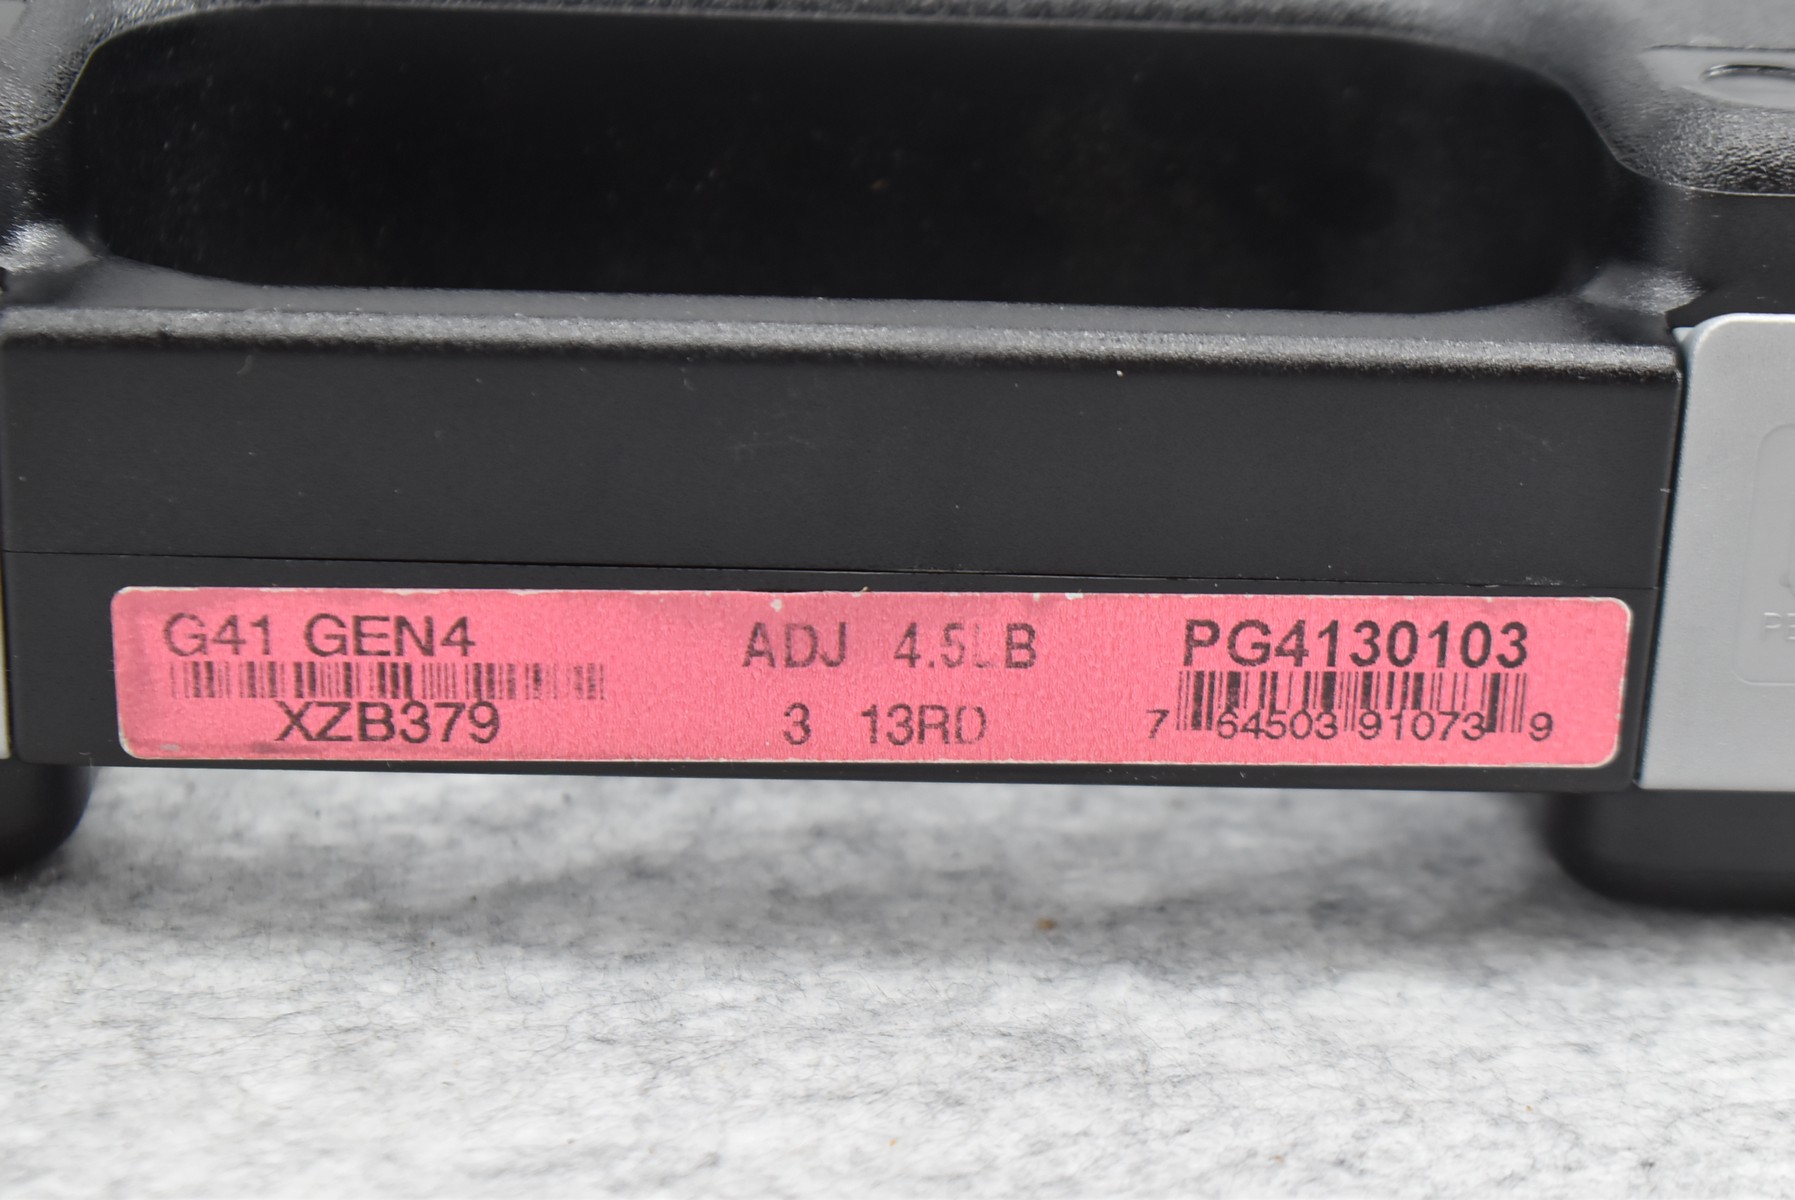 G41 GEN4
XZB379
ADJ 4.5LB
3 13RD
PG4130103
7 64503 91073 9